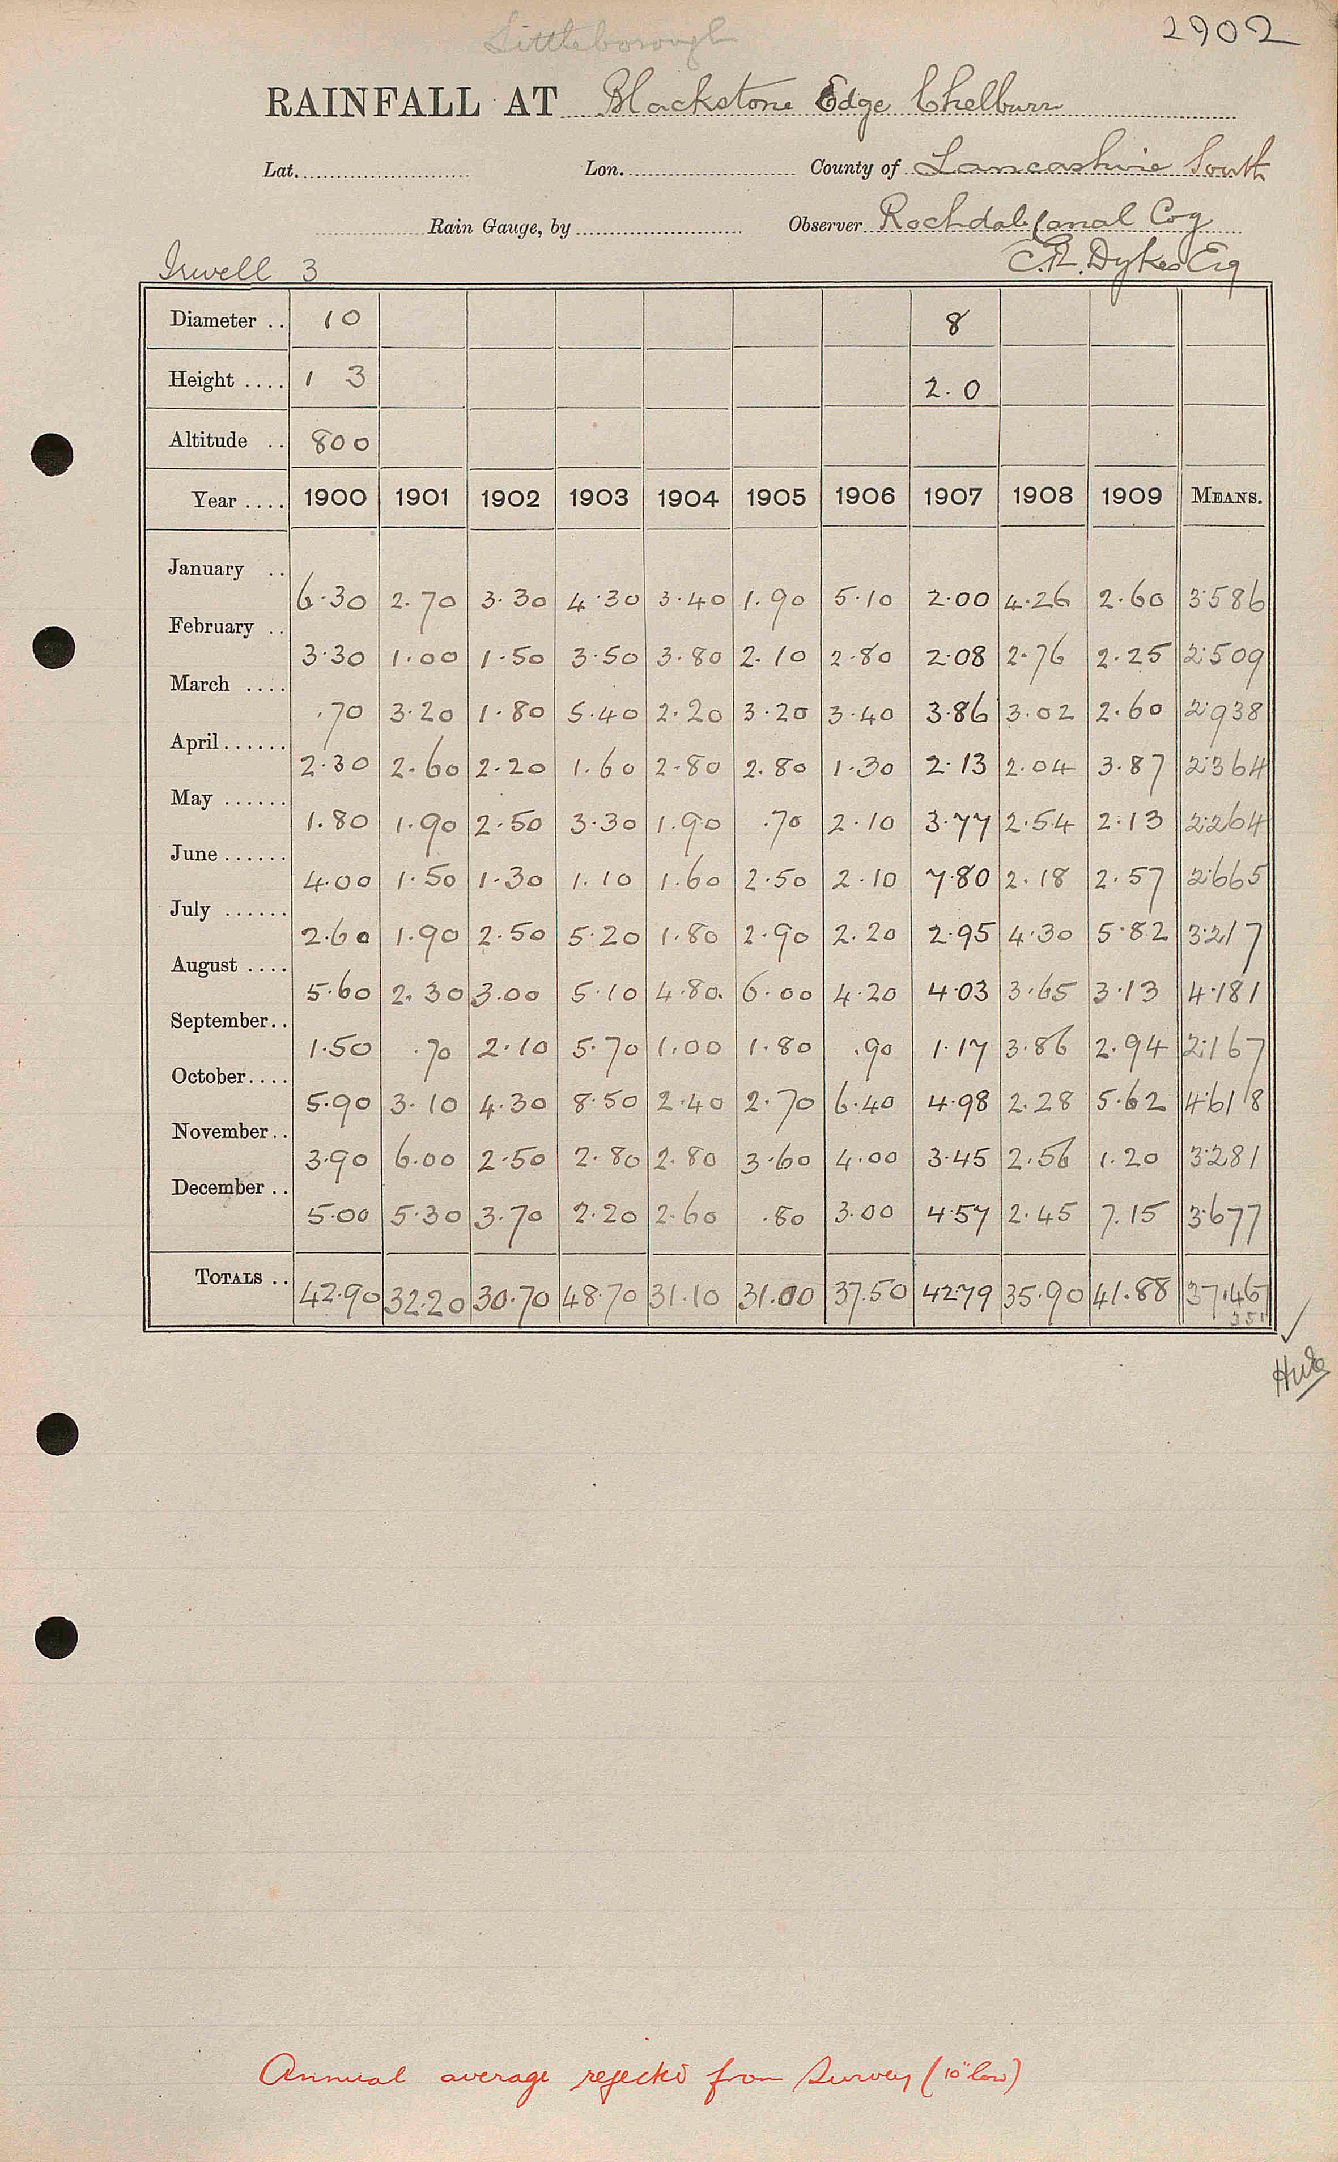 Littleborough
2902
RAINFALL AT Blackstone Edge Chelburn
Lat. Lon. County of Lancashire South
Rain Gauge, by Observer Rochdale Canal Coy
Irwell 3 C.R. Dykes Esq
Diameter .. 10 8
Height .... 1 3 2.0
Altitude .. 800
Year .... 1900 1901 1902 1903 1904 1905 1906 1907 1908 1909 MEANS.
January .. 6.30 2.70 3.30 4.30 3.40 1.90 5.10 2.00 4.26 2.60 3.586
February .. 3.30 1.00 1.50 3.50 3.80 2.10 2.80 2.08 2.76 2.25 2.509
March .... .70 3.20 1.80 5.40 2.20 3.20 3.40 3.86 3.02 2.60 2.938
April ...... 2.30 2.60 2.20 1.60 2.80 2.80 1.30 2.13 2.04 3.87 2.364
May ...... 1.80 1.90 2.50 3.30 1.90 .70 2.10 3.77 2.54 2.13 2.264
June ...... 4.00 1.50 1.30 1.10 1.60 2.50 2.10 7.80 2.18 2.57 2.665
July ...... 2.60 1.90 2.50 5.20 1.80 2.90 2.20 2.95 4.30 5.82 3.217
August .... 5.60 2.30 3.00 5.10 4.80 6.00 4.20 4.03 3.65 3.13 4.181
September .. 1.50 .70 2.10 5.70 1.00 1.80 .90 1.17 3.86 2.94 2.167
October .... 5.90 3.10 4.30 8.50 2.40 2.70 6.40 4.98 2.28 5.62 4.618
November .. 3.90 6.00 2.50 2.80 2.80 3.60 4.00 3.45 2.56 1.20 3.281
December .. 5.00 5.30 3.70 2.20 2.60 .80 3.00 4.57 2.45 7.15 3.677
TOTALS .. 42.90 32.20 30.70 48.70 31.10 31.00 37.50 42.79 35.90 41.88 37.46
Annual average rejected from Survey (10" low)